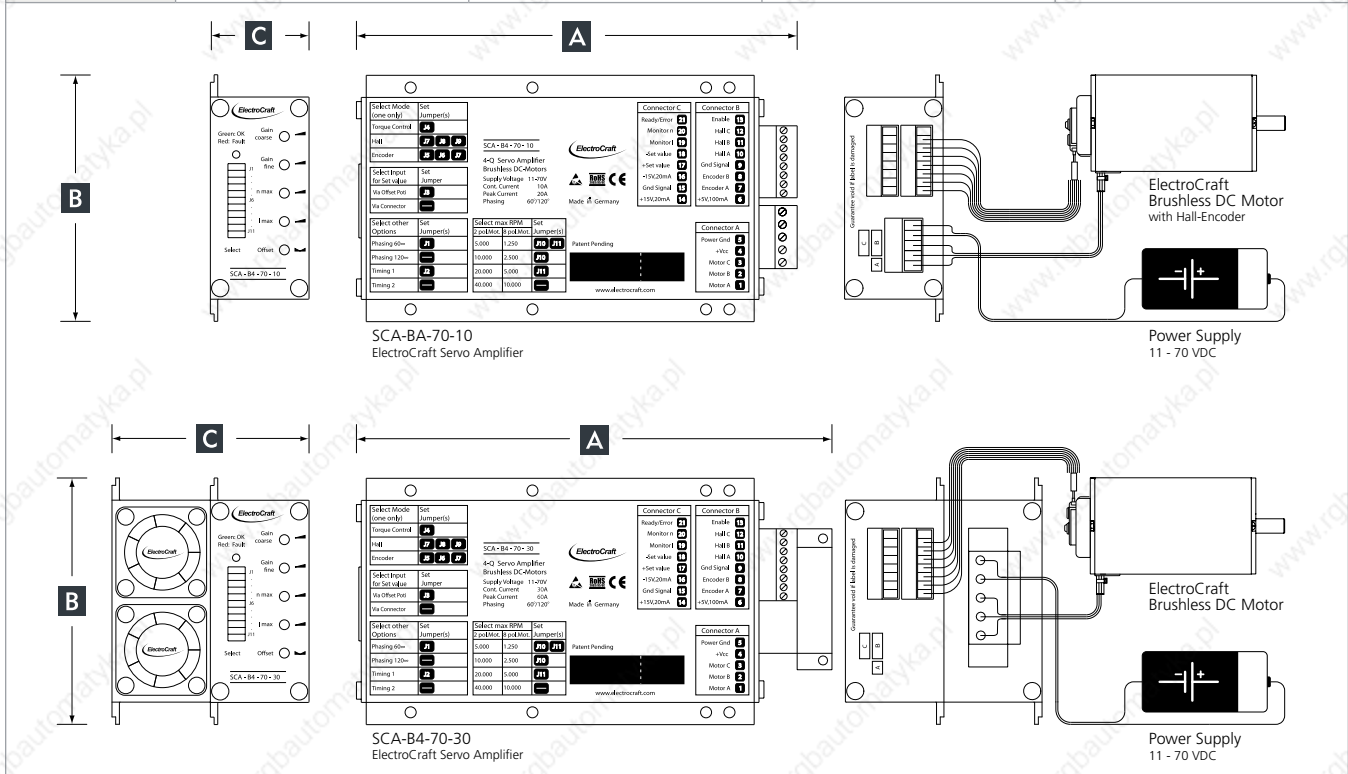 C
A
B
ElectroCraft
Green: OK
Red: Fault
Gain
coarse
Gain
fine
n max
I max
Select
Offset
J1
J6
J11
SCA - B4 - 70 - 10
Select Mode
(one only)
Set
Jumper(s)
Torque Control
J4
Hall
J7 J8 J9
Encoder
J5 J6 J7
Select Input
for Set value
Set
Jumper
Via Offset Poti
J3
Via Connector
Select other
Options
Set
Jumper(s)
Phasing 60∞
J1
Phasing 120∞
Timing 1
J2
Timing 2
Select max RPM
Set
2 pol.Mot. 8 pol.Mot. Jumper(s)
5.000 1.250 J10 J11
10.000 2.500 J10
20.000 5.000 J11
40.000 10.000
SCA - B4 - 70 - 10
4-Q Servo Amplifier
Brushless DC-Motors
Supply Voltage 11-70V
Cont. Current 10A
Peak Current 20A
Phasing 60°/120°
ElectroCraft
RoHS CE
Made in Germany
Patent Pending
www.electrocraft.com
Connector C
Ready/Error 21
Monitor n 20
Monitor I 19
-Set value 18
+Set value 17
-15V,20mA 16
Gnd Signal 15
+15V,20mA 14
Connector B
Enable 13
Hall C 12
Hall B 11
Hall A 10
Gnd Signal 9
Encoder B 8
Encoder A 7
+5V,100mA 6
Connector A
Power Gnd 5
+Vcc 4
Motor C 3
Motor B 2
Motor A 1
SCA-BA-70-10
ElectroCraft Servo Amplifier
Guarantee void if label is damaged
C
B
A
ElectroCraft
Brushless DC Motor
with Hall-Encoder
Power Supply
11 - 70 VDC
C
A
B
ElectroCraft
ElectroCraft
ElectroCraft
Green: OK
Red: Fault
Gain
coarse
Gain
fine
n max
I max
Select
Offset
J1
J6
J11
SCA - B4 - 70 - 30
Select Mode
(one only)
Set
Jumper(s)
Torque Control
J4
Hall
J7 J8 J9
Encoder
J5 J6 J7
Select Input
for Set value
Set
Jumper
Via Offset Poti
J3
Via Connector
Select other
Options
Set
Jumper(s)
Phasing 60∞
J1
Phasing 120∞
Timing 1
J2
Timing 2
Select max RPM
Set
2 pol.Mot. 8 pol.Mot. Jumper(s)
5.000 1.250 J10 J11
10.000 2.500 J10
20.000 5.000 J11
40.000 10.000
SCA - B4 - 70 - 30
4-Q Servo Amplifier
Brushless DC-Motors
Supply Voltage 11-70V
Cont. Current 30A
Peak Current 60A
Phasing 60°/120°
ElectroCraft
RoHS CE
Made in Germany
Patent Pending
www.electrocraft.com
Connector C
Ready/Error 21
Monitor n 20
Monitor I 19
-Set value 18
+Set value 17
-15V,20mA 16
Gnd Signal 15
+15V,20mA 14
Connector B
Enable 13
Hall C 12
Hall B 11
Hall A 10
Gnd Signal 9
Encoder B 8
Encoder A 7
+5V,100mA 6
Connector A
Power Gnd 5
+Vcc 4
Motor C 3
Motor B 2
Motor A 1
SCA-B4-70-30
ElectroCraft Servo Amplifier
Guarantee void if label is damaged
C
B
A
ElectroCraft
Brushless DC Motor
Power Supply
11 - 70 VDC
www.rgbautomatyka.pl